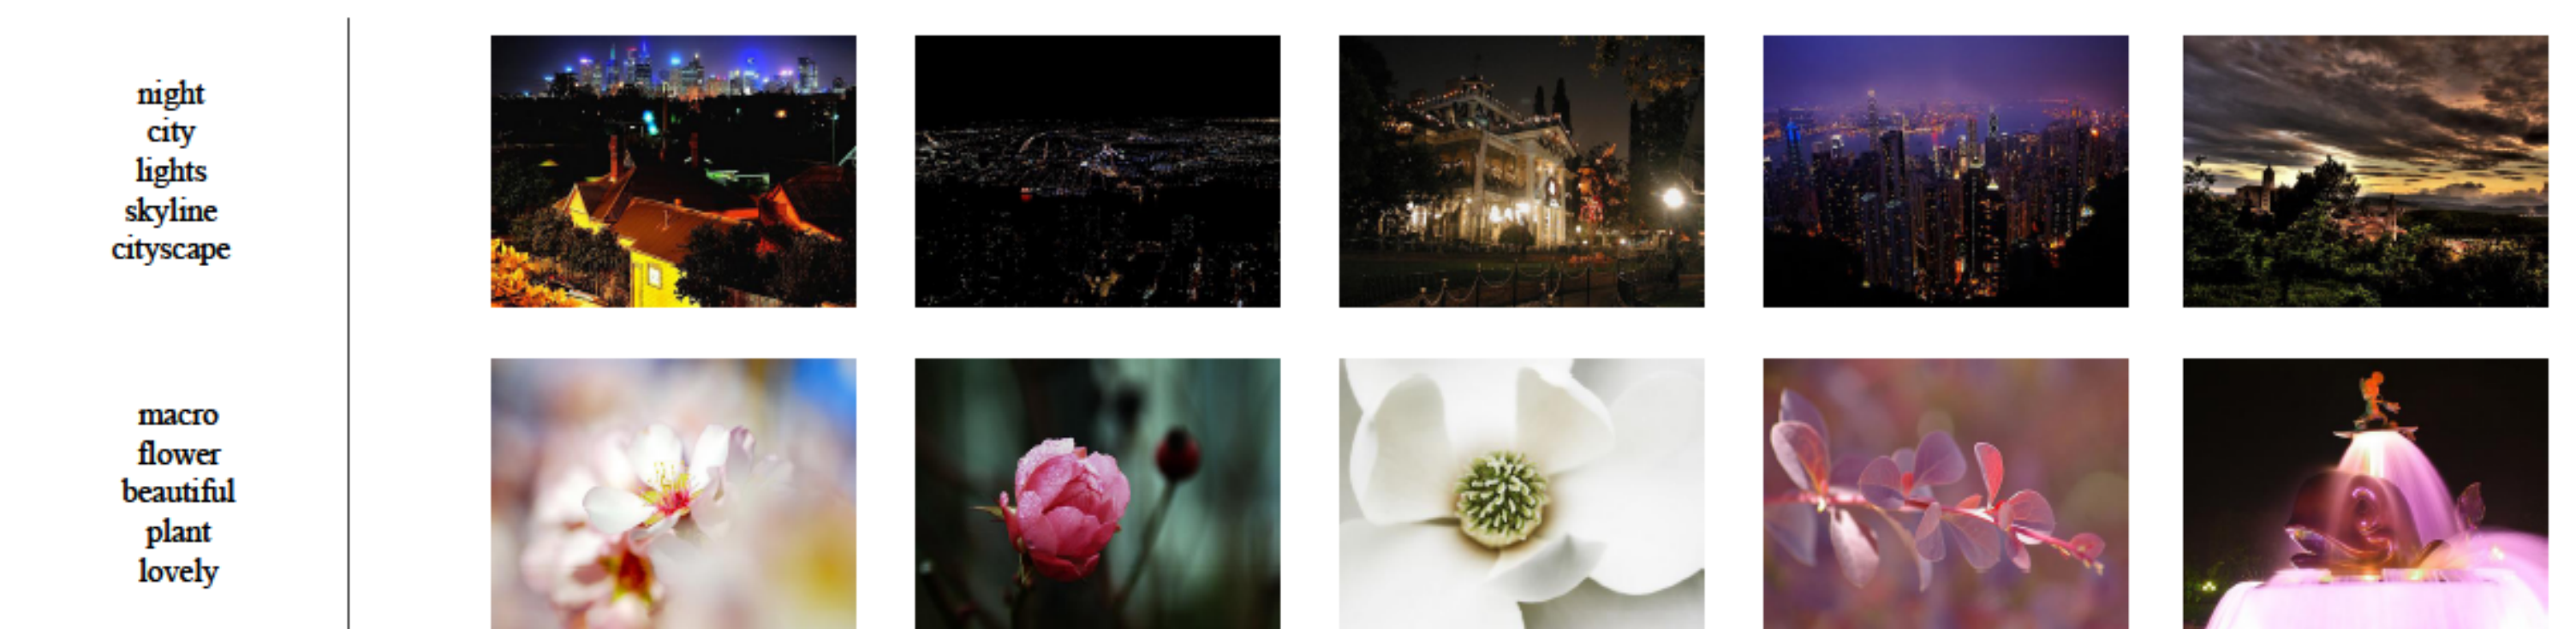 night
city
lights
skyline
cityscape
macro
flower
beautiful
plant
lovely